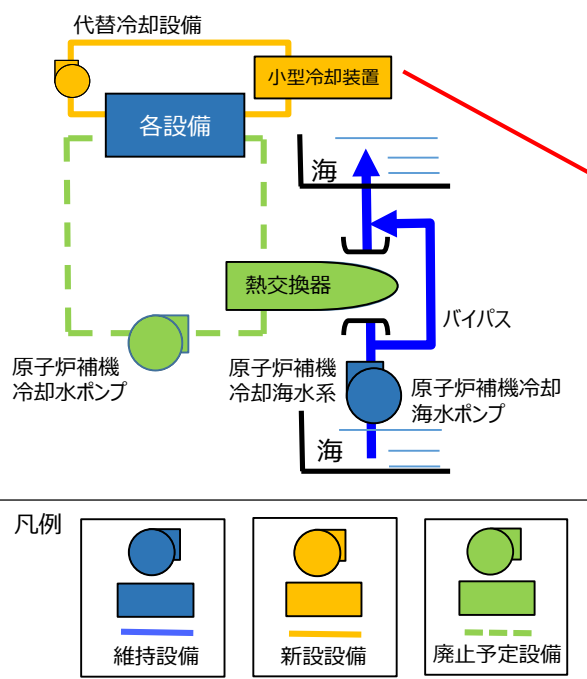 代替冷却設備
小型冷却装置
各設備
海
熱交換器
バイパス
原子炉補機
冷却水ポンプ
原子炉補機
冷却海水系
原子炉補機冷却
海水ポンプ
海
凡例
維持設備
新設設備
廃止予定設備